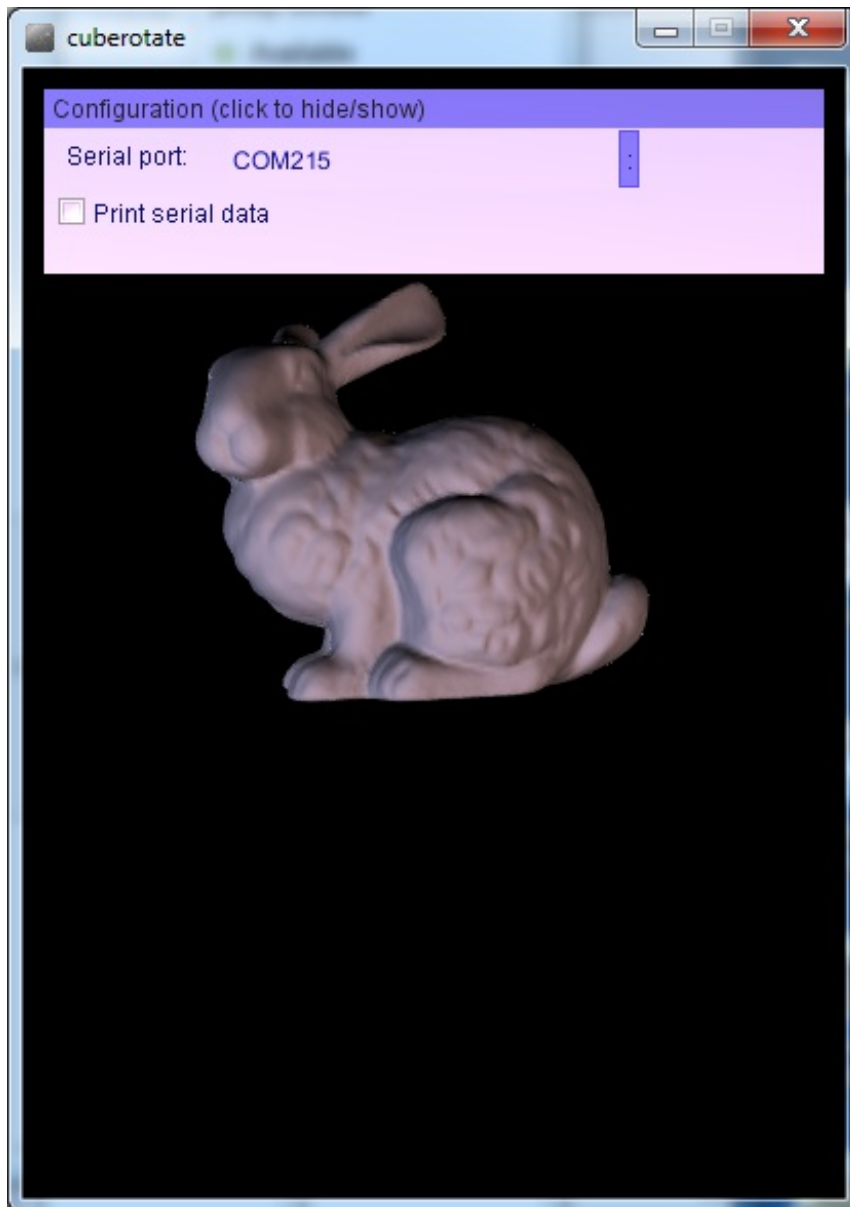 cuberotate
Configuration (click to hide/show)
Serial port: COM215 :
Print serial data